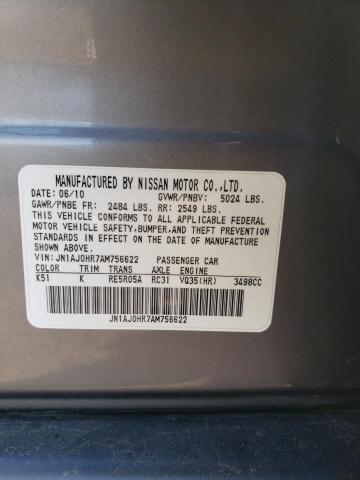 MANUFACTURED BY NISSAN MOTOR CO.,LTD.
DATE: 06/10 GVWR/PNBV: 5024 LBS.
GAWR/PNBE FR: 2484 LBS. RR: 2549 LBS.
THIS VEHICLE CONFORMS TO ALL APPLICABLE FEDERAL
MOTOR VEHICLE SAFETY,BUMPER,AND THEFT PREVENTION
STANDARDS IN EFFECT ON THE DATE OF MANUFACTURE
SHOWN ABOVE.
VIN: JN1AJ0HR7AM756622 PASSENGER CAR
COLOR TRIM TRANS AXLE ENGINE
K51 K RE5R05A RC31 VQ35(HR) 3498CC
JN1AJ0HR7AM756622